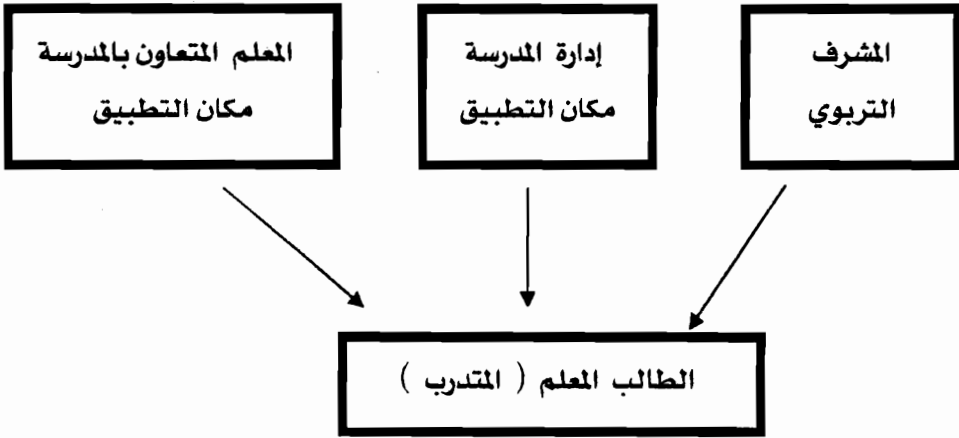 المشرف
التربوي
إدارة المدرسة
مكان التطبيق
المعلم المتعاون بالمدرسة
مكان التطبيق
الطالب المعلم ( المتدرب )